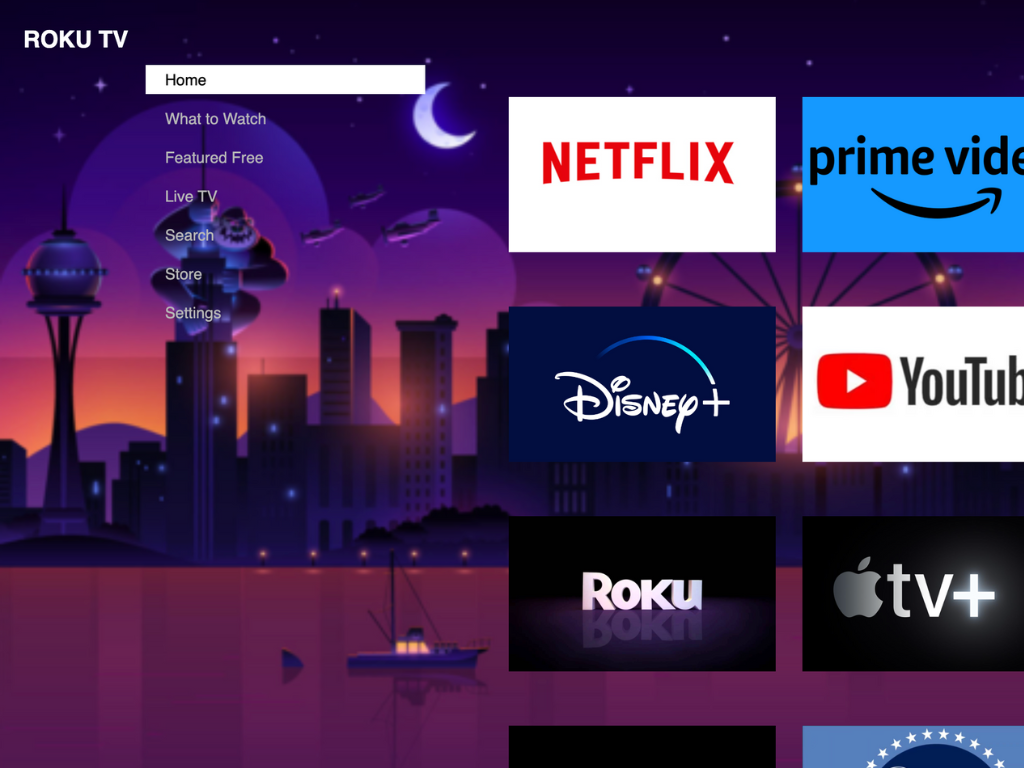 ROKU TV
Home
What to Watch
Featured Free
Live TV
Search
Store
Settings
NETFLIX
prime vide
Disney+
YouTub
Roku
tv+